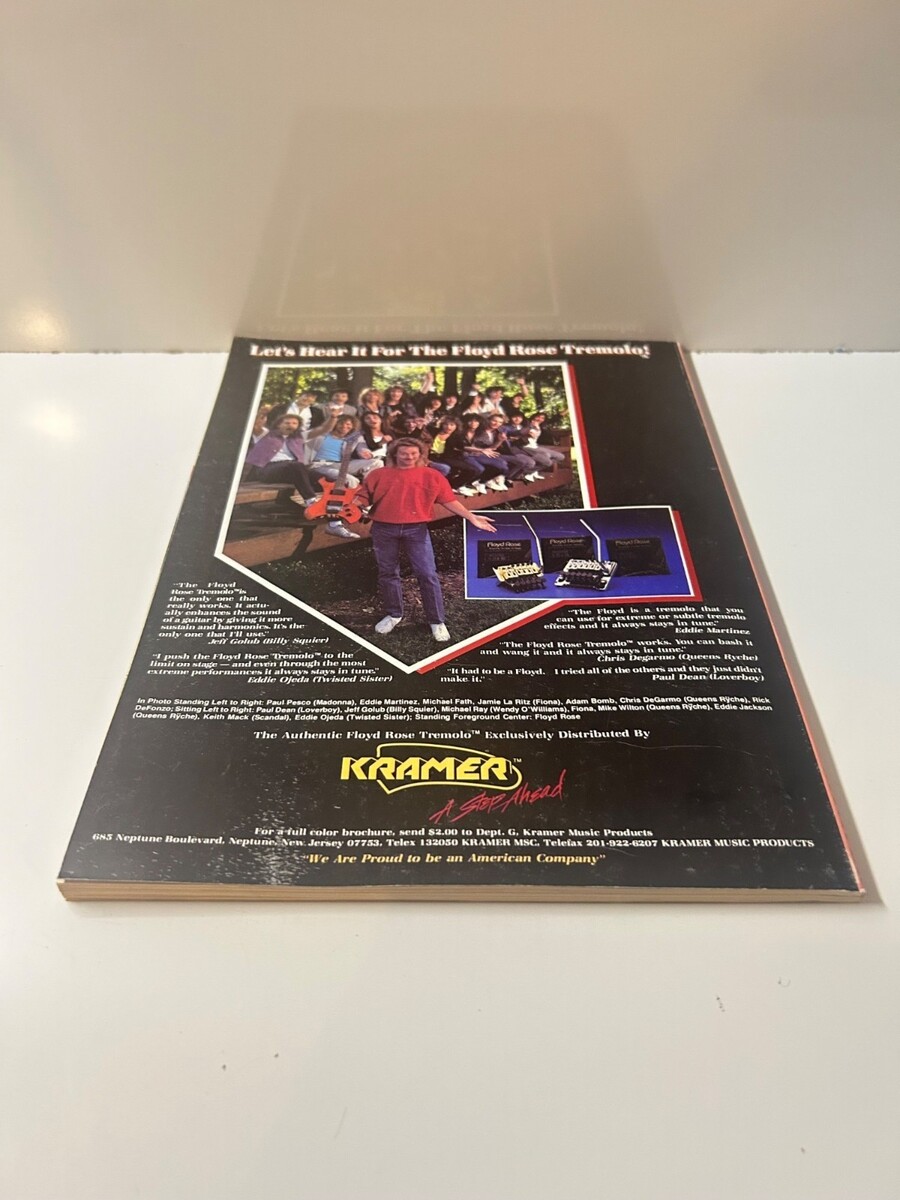 Let's Hear It For The Floyd Rose Tremolo!
Floyd Rose
Floyd Rose
Floyd Rose
"The Floyd
Rose Tremolo™ is
the only one that
really works. It actu-
ally enhances the sound
of a guitar by giving it more
sustain and harmonics. It's the
only one that I'll use."
Jeff Golub (Billy Squier)
"I push the Floyd Rose Tremolo™ to the
limit on stage — and even through the most
extreme performances it always stays in tune."
Eddie Ojeda (Twisted Sister)
"The Floyd is a tremolo that you
can use for extreme or subtle tremolo
effects and it always stays in tune."
Eddie Martinez
"The Floyd Rose Tremolo™ works. You can bash it
and wang it and it always stays in tune."
Chris Degarmo (Queens Ryche)
"It had to be a Floyd. I tried all of the others and they just didn't
make it."
Paul Dean (Loverboy)
In Photo Standing Left to Right: Paul Pesco (Madonna), Eddie Martinez, Michael Fath, Jamie La Ritz (Fiona), Adam Bomb, Chris DeGarmo (Queens Rÿche), Rick
DeFonzo; Sitting Left to Right: Paul Dean (Loverboy), Jeff Golub (Billy Squier), Michael Ray (Wendy O'Williams), Fiona, Mike Wilton (Queens Rÿche), Eddie Jackson
(Queens Rÿche), Keith Mack (Scandal), Eddie Ojeda (Twisted Sister); Standing Foreground Center: Floyd Rose
The Authentic Floyd Rose Tremolo™ Exclusively Distributed By
KRAMER™
A Step Ahead
For a full color brochure, send $2.00 to Dept. G, Kramer Music Products
685 Neptune Boulevard, Neptune, New Jersey 07753, Telex 132050 KRAMER MSC, Telefax 201-922-6207 KRAMER MUSIC PRODUCTS
"We Are Proud to be an American Company"